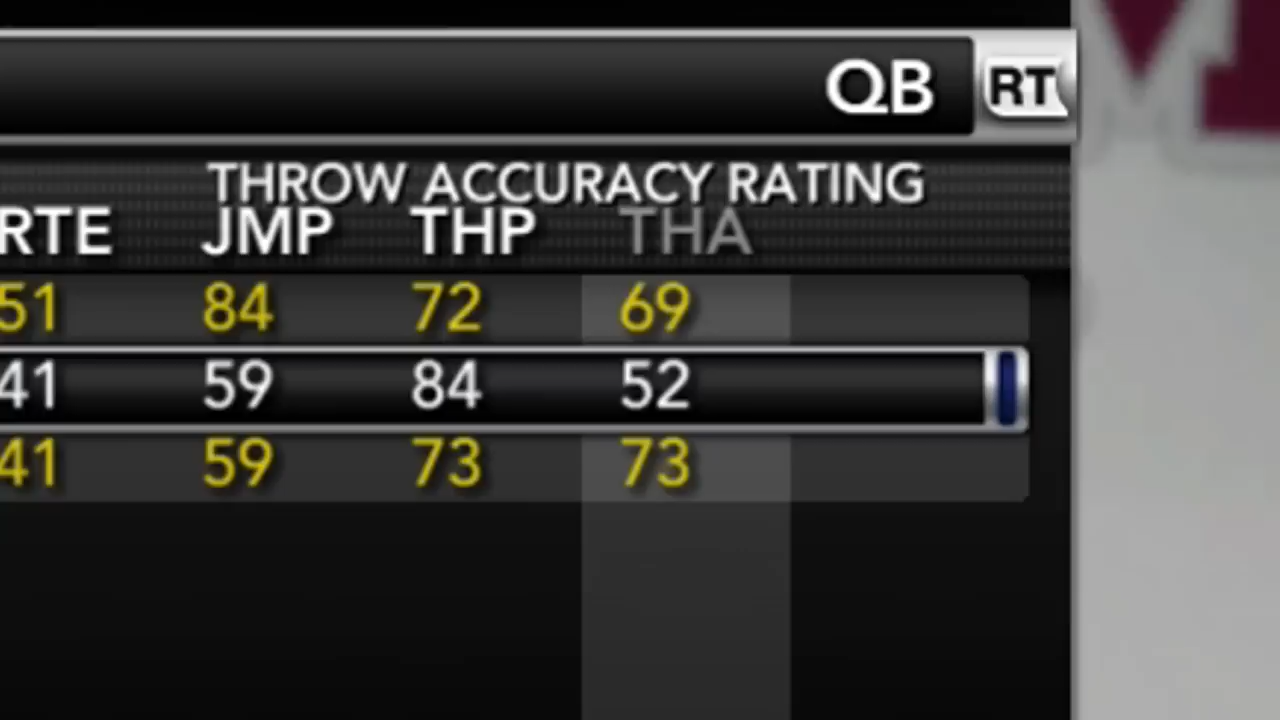 QB RT
THROW ACCURACY RATING
RTE JMP THP THA
51 84 72 69
41 59 84 52
41 59 73 73